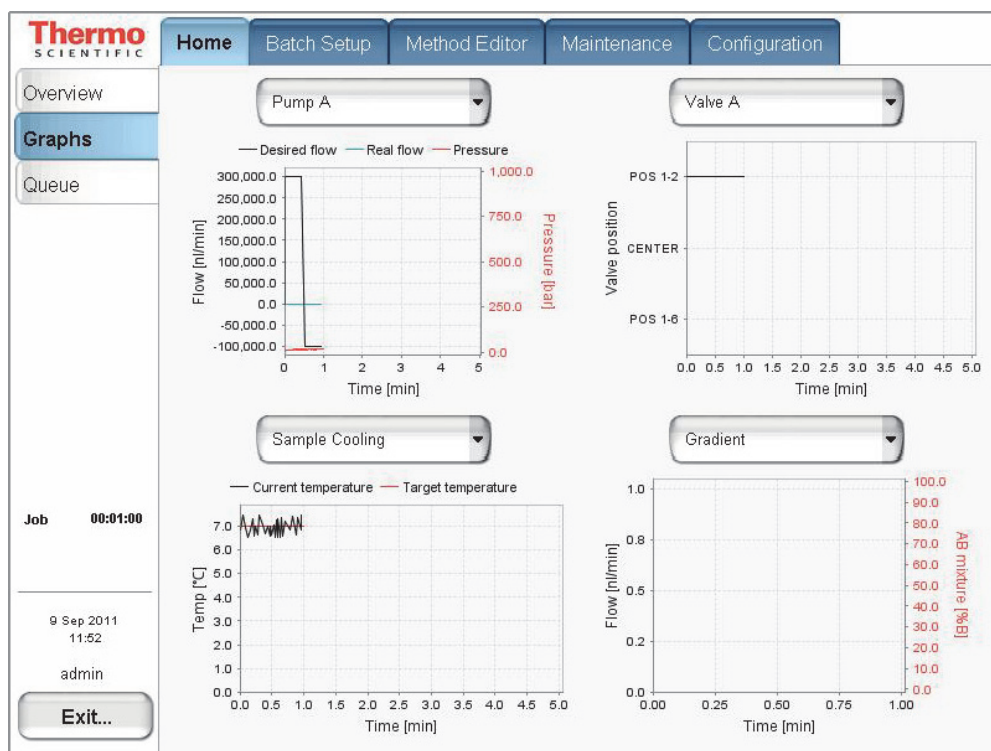 Thermo
SCIENTIFIC
Home
Batch Setup
Method Editor
Maintenance
Configuration
Overview
Graphs
Queue
Pump A
Desired flow
Real flow
Pressure
300,000.0
250,000.0
200,000.0
150,000.0
100,000.0
50,000.0
0.0
-50,000.0
-100,000.0
Flow [nl/min]
1,000.0
750.0
500.0
250.0
0.0
Pressure [bar]
0 1 2 3 4 5
Time [min]
Valve A
POS 1-2
CENTER
POS 1-6
Valve position
0.0 0.5 1.0 1.5 2.0 2.5 3.0 3.5 4.0 4.5 5.0
Time [min]
Sample Cooling
Current temperature
Target temperature
7.0
6.0
5.0
4.0
3.0
2.0
1.0
0.0
Temp [°C]
0.0 0.5 1.0 1.5 2.0 2.5 3.0 3.5 4.0 4.5 5.0
Time [min]
Gradient
1.0
0.8
0.5
0.2
0.0
Flow [nl/min]
100.0
90.0
80.0
70.0
60.0
50.0
40.0
30.0
20.0
10.0
0.0
AB mixture [%B]
0.00 0.25 0.50 0.75 1.00
Time [min]
Job 00:01:00
9 Sep 2011
11:52
admin
Exit...